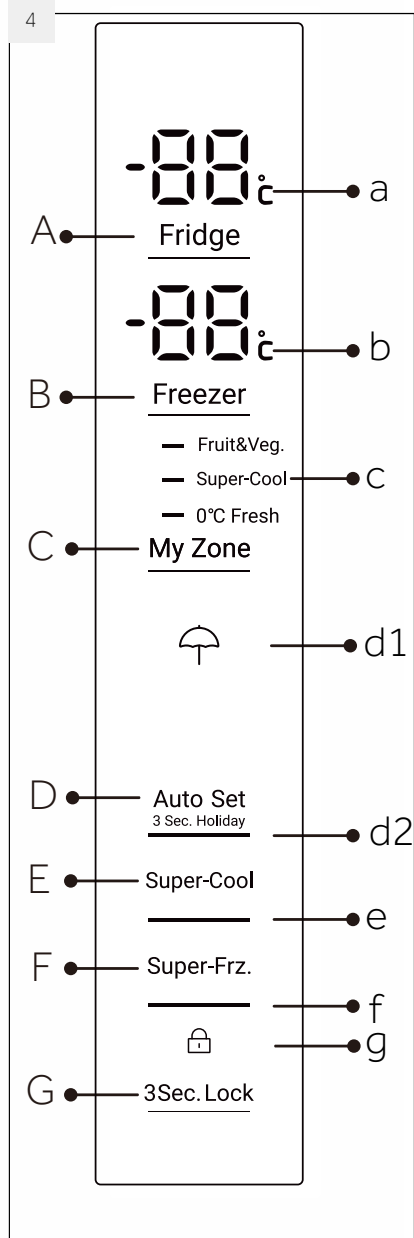 4
-88°c
a
A
Fridge
-88°c
b
B
Freezer
Fruit&Veg.
Super-Cool
c
0°C Fresh
C
My Zone
d1
D
Auto Set
3 Sec. Holiday
d2
E
Super-Cool
e
F
Super-Frz.
f
g
G
3Sec. Lock